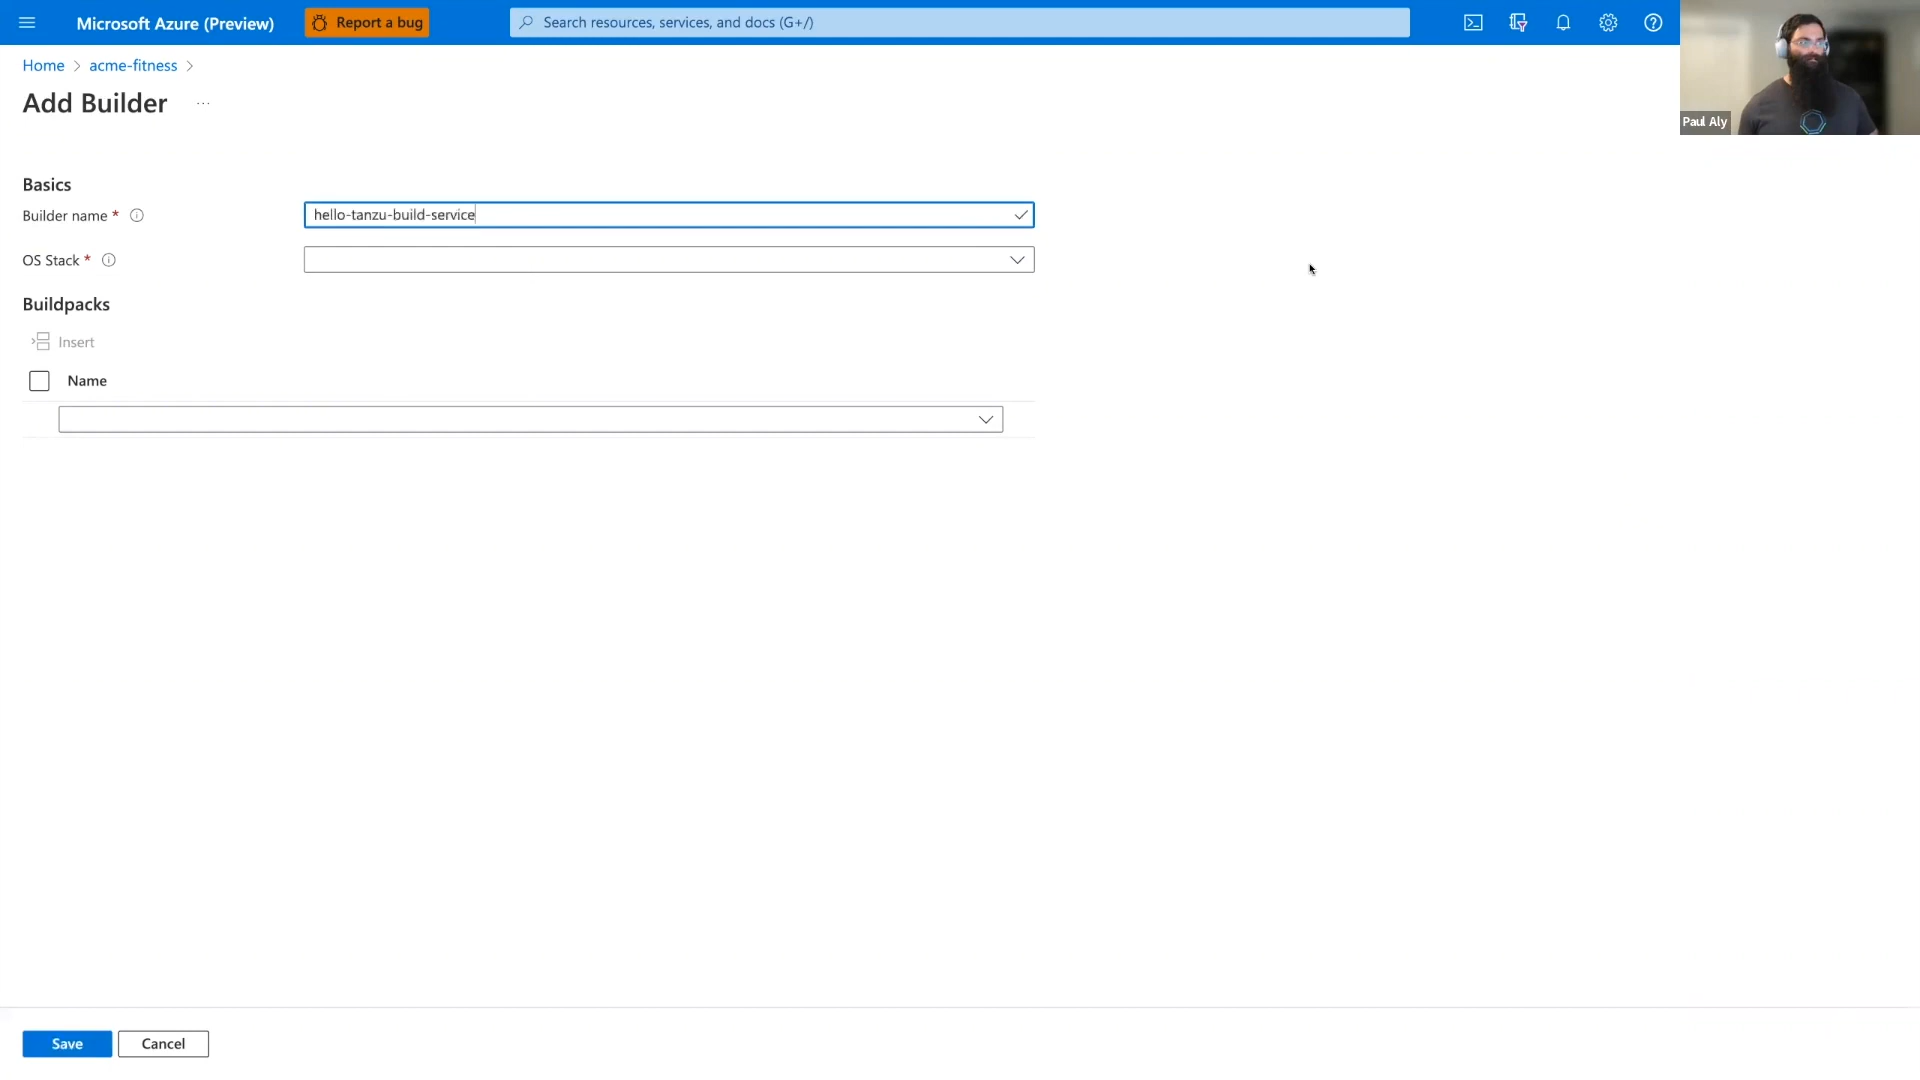 Microsoft Azure (Preview)
Report a bug
Search resources, services, and docs (G+/)
Home > acme-fitness >
Add Builder ...
Paul Aly
Basics
Builder name *
hello-tanzu-build-service
OS Stack *
Buildpacks
Insert
Name
Save
Cancel